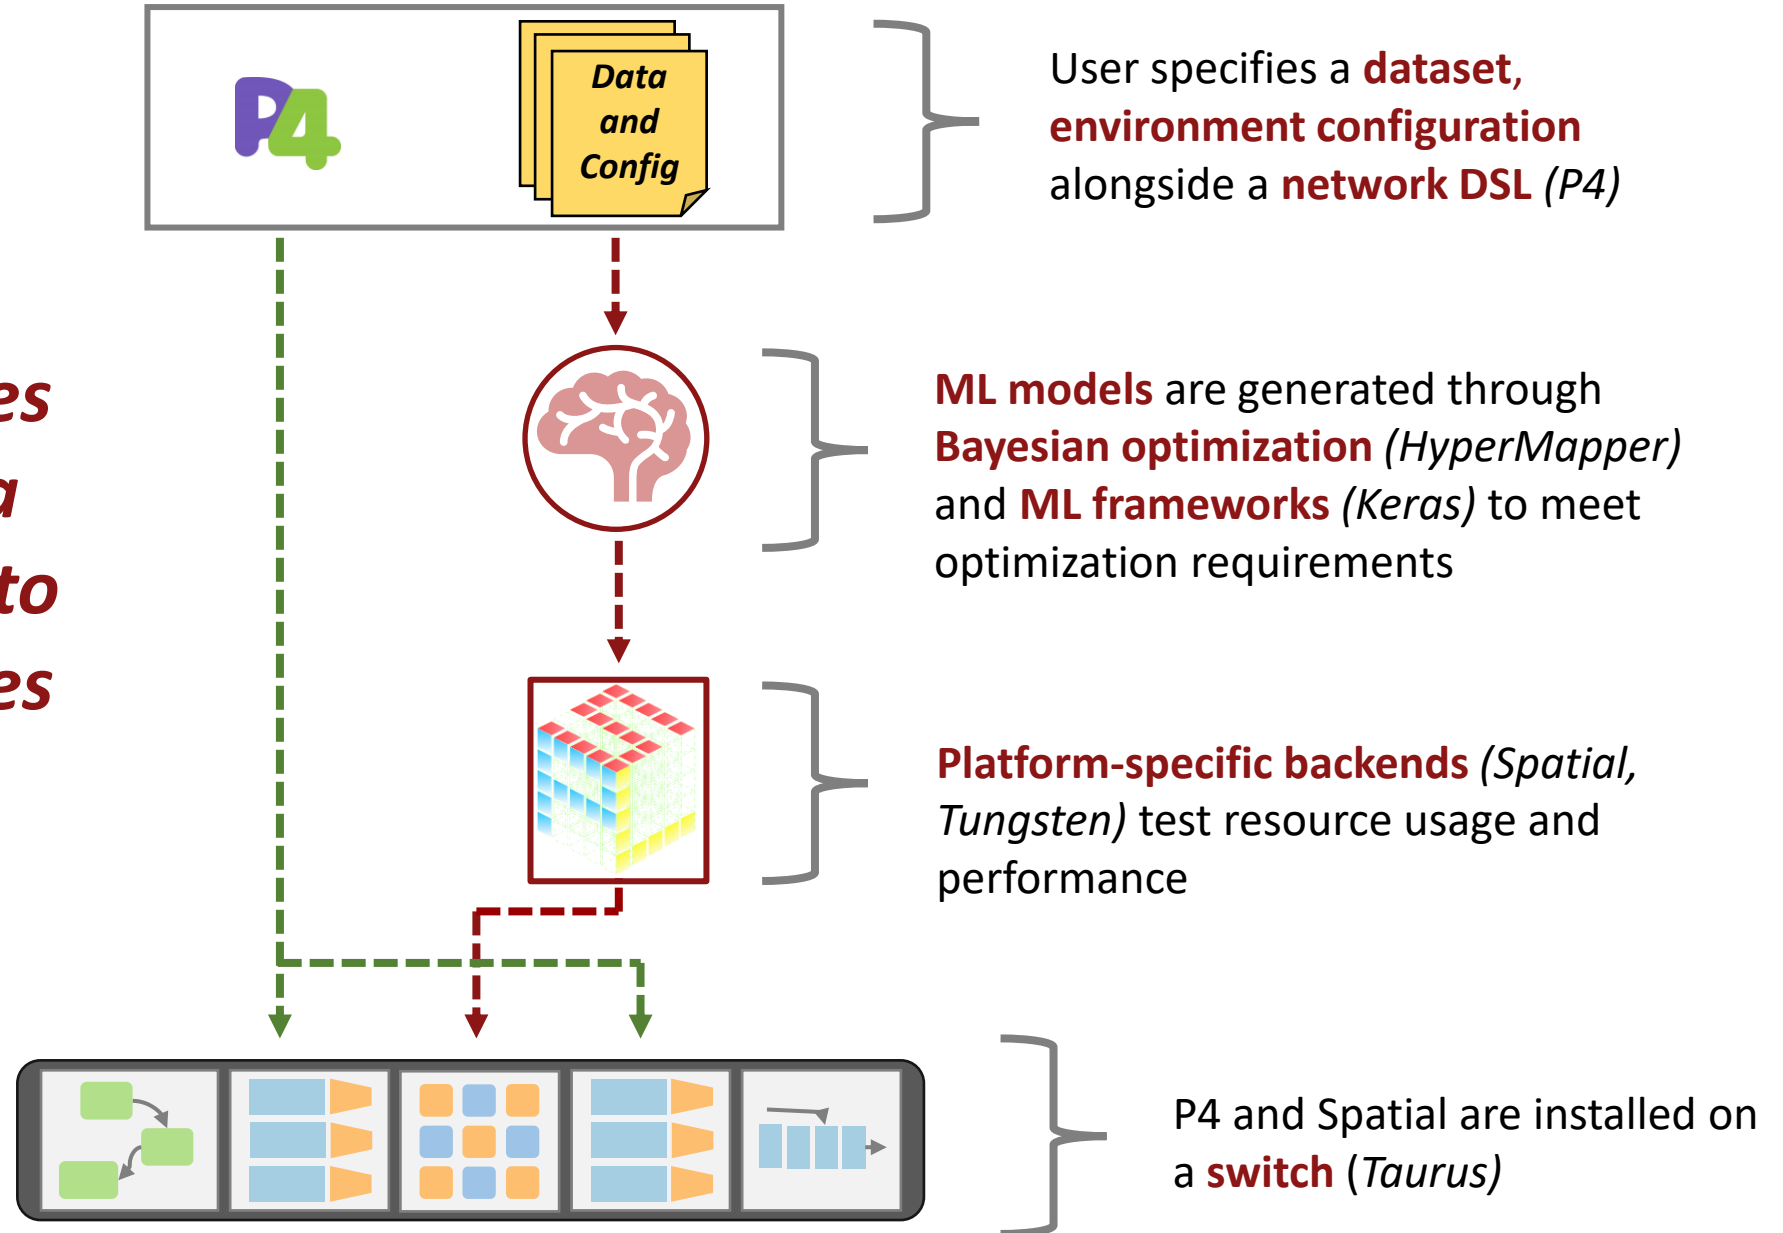 P4
Data
and
Config
User specifies a dataset,
environment configuration
alongside a network DSL (P4)
to
ML models are generated through
Bayesian optimization (HyperMapper)
and ML frameworks (Keras) to meet
optimization requirements
Platform-specific backends (Spatial,
Tungsten) test resource usage and
performance
P4 and Spatial are installed on
a switch (Taurus)